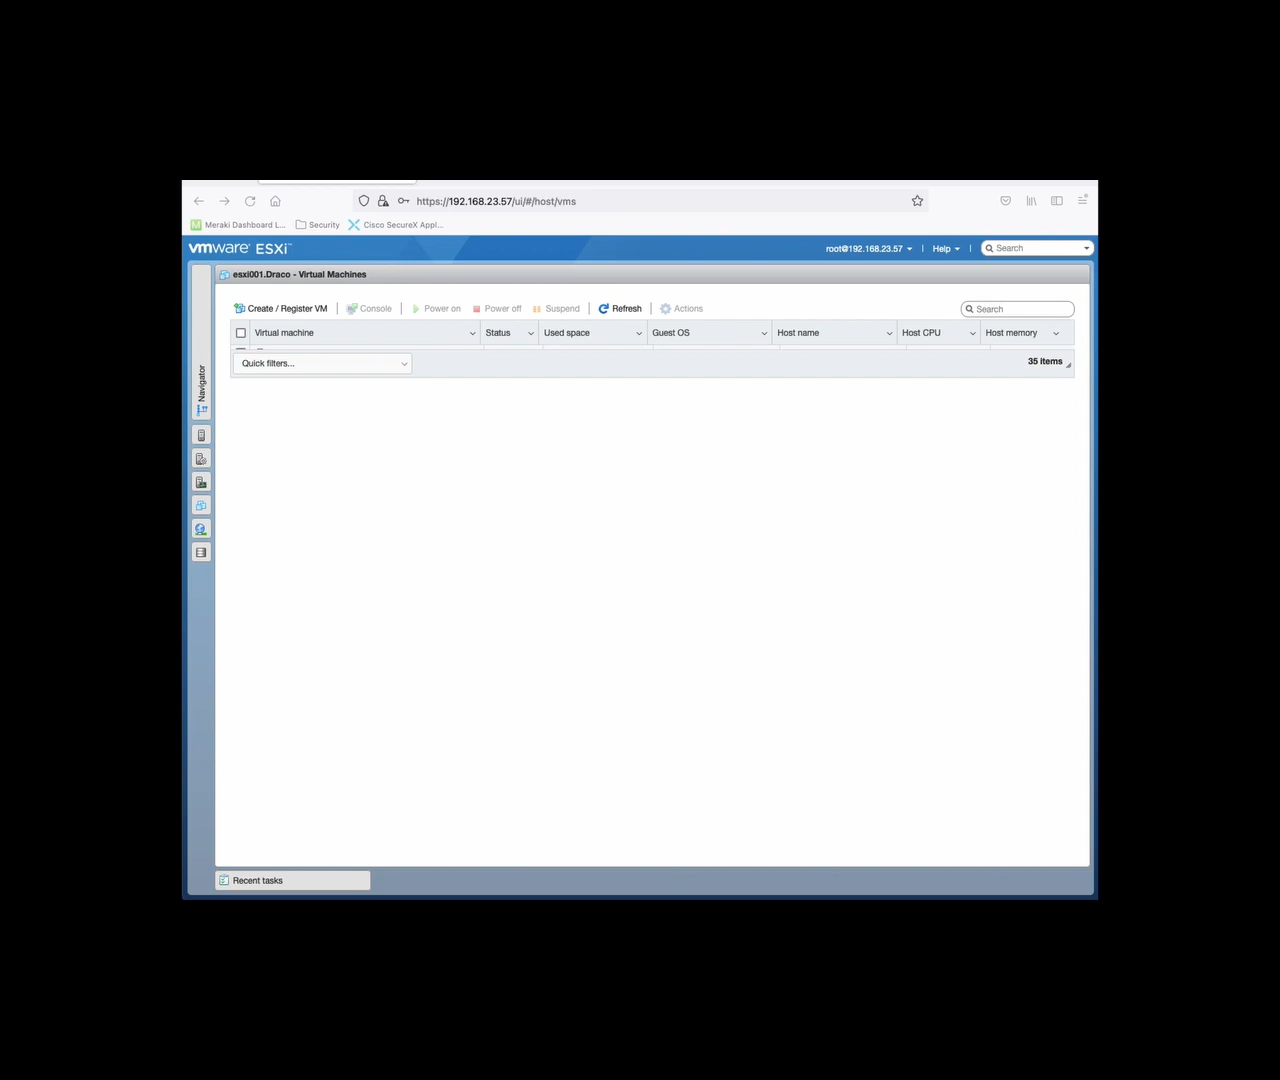 https://192.168.23.57/ui/#/host/vms
Meraki Dashboard L... Security Cisco SecureX Appl...
vmware ESXi™ root@192.168.23.57 | Help | Search
esxi001.Draco - Virtual Machines
Create / Register VM | Console | Power on Power off Suspend | Refresh | Actions Search
Virtual machine Status Used space Guest OS Host name Host CPU Host memory
Quick filters... 35 items
Navigator
Recent tasks